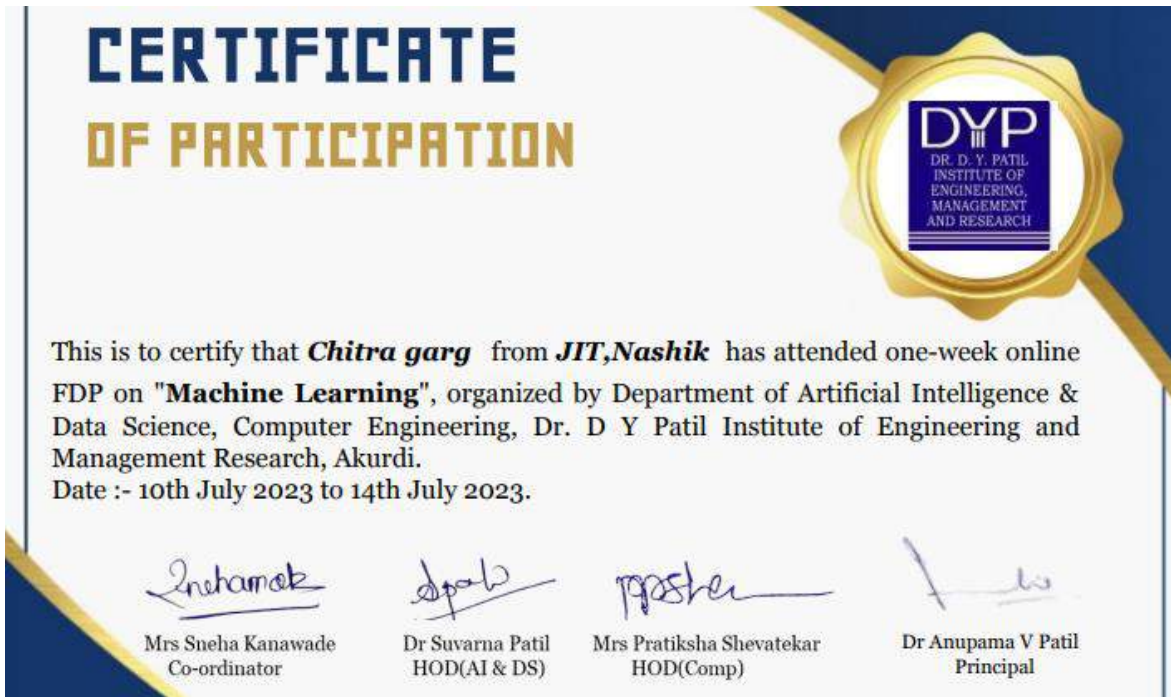 CERTIFICATE
OF PARTICIPATION
DYP
DR. D. Y. PATIL
INSTITUTE OF
ENGINEERING,
MANAGEMENT
AND RESEARCH
This is to certify that Chitra garg from JIT,Nashik has attended one-week online
FDP on "Machine Learning", organized by Department of Artificial Intelligence &
Data Science, Computer Engineering, Dr. D Y Patil Institute of Engineering and
Management Research, Akurdi.
Date :- 10th July 2023 to 14th July 2023.
Mrs Sneha Kanawade
Co-ordinator
Dr Suvarna Patil
HOD(AI & DS)
Mrs Pratiksha Shevatekar
HOD(Comp)
Dr Anupama V Patil
Principal